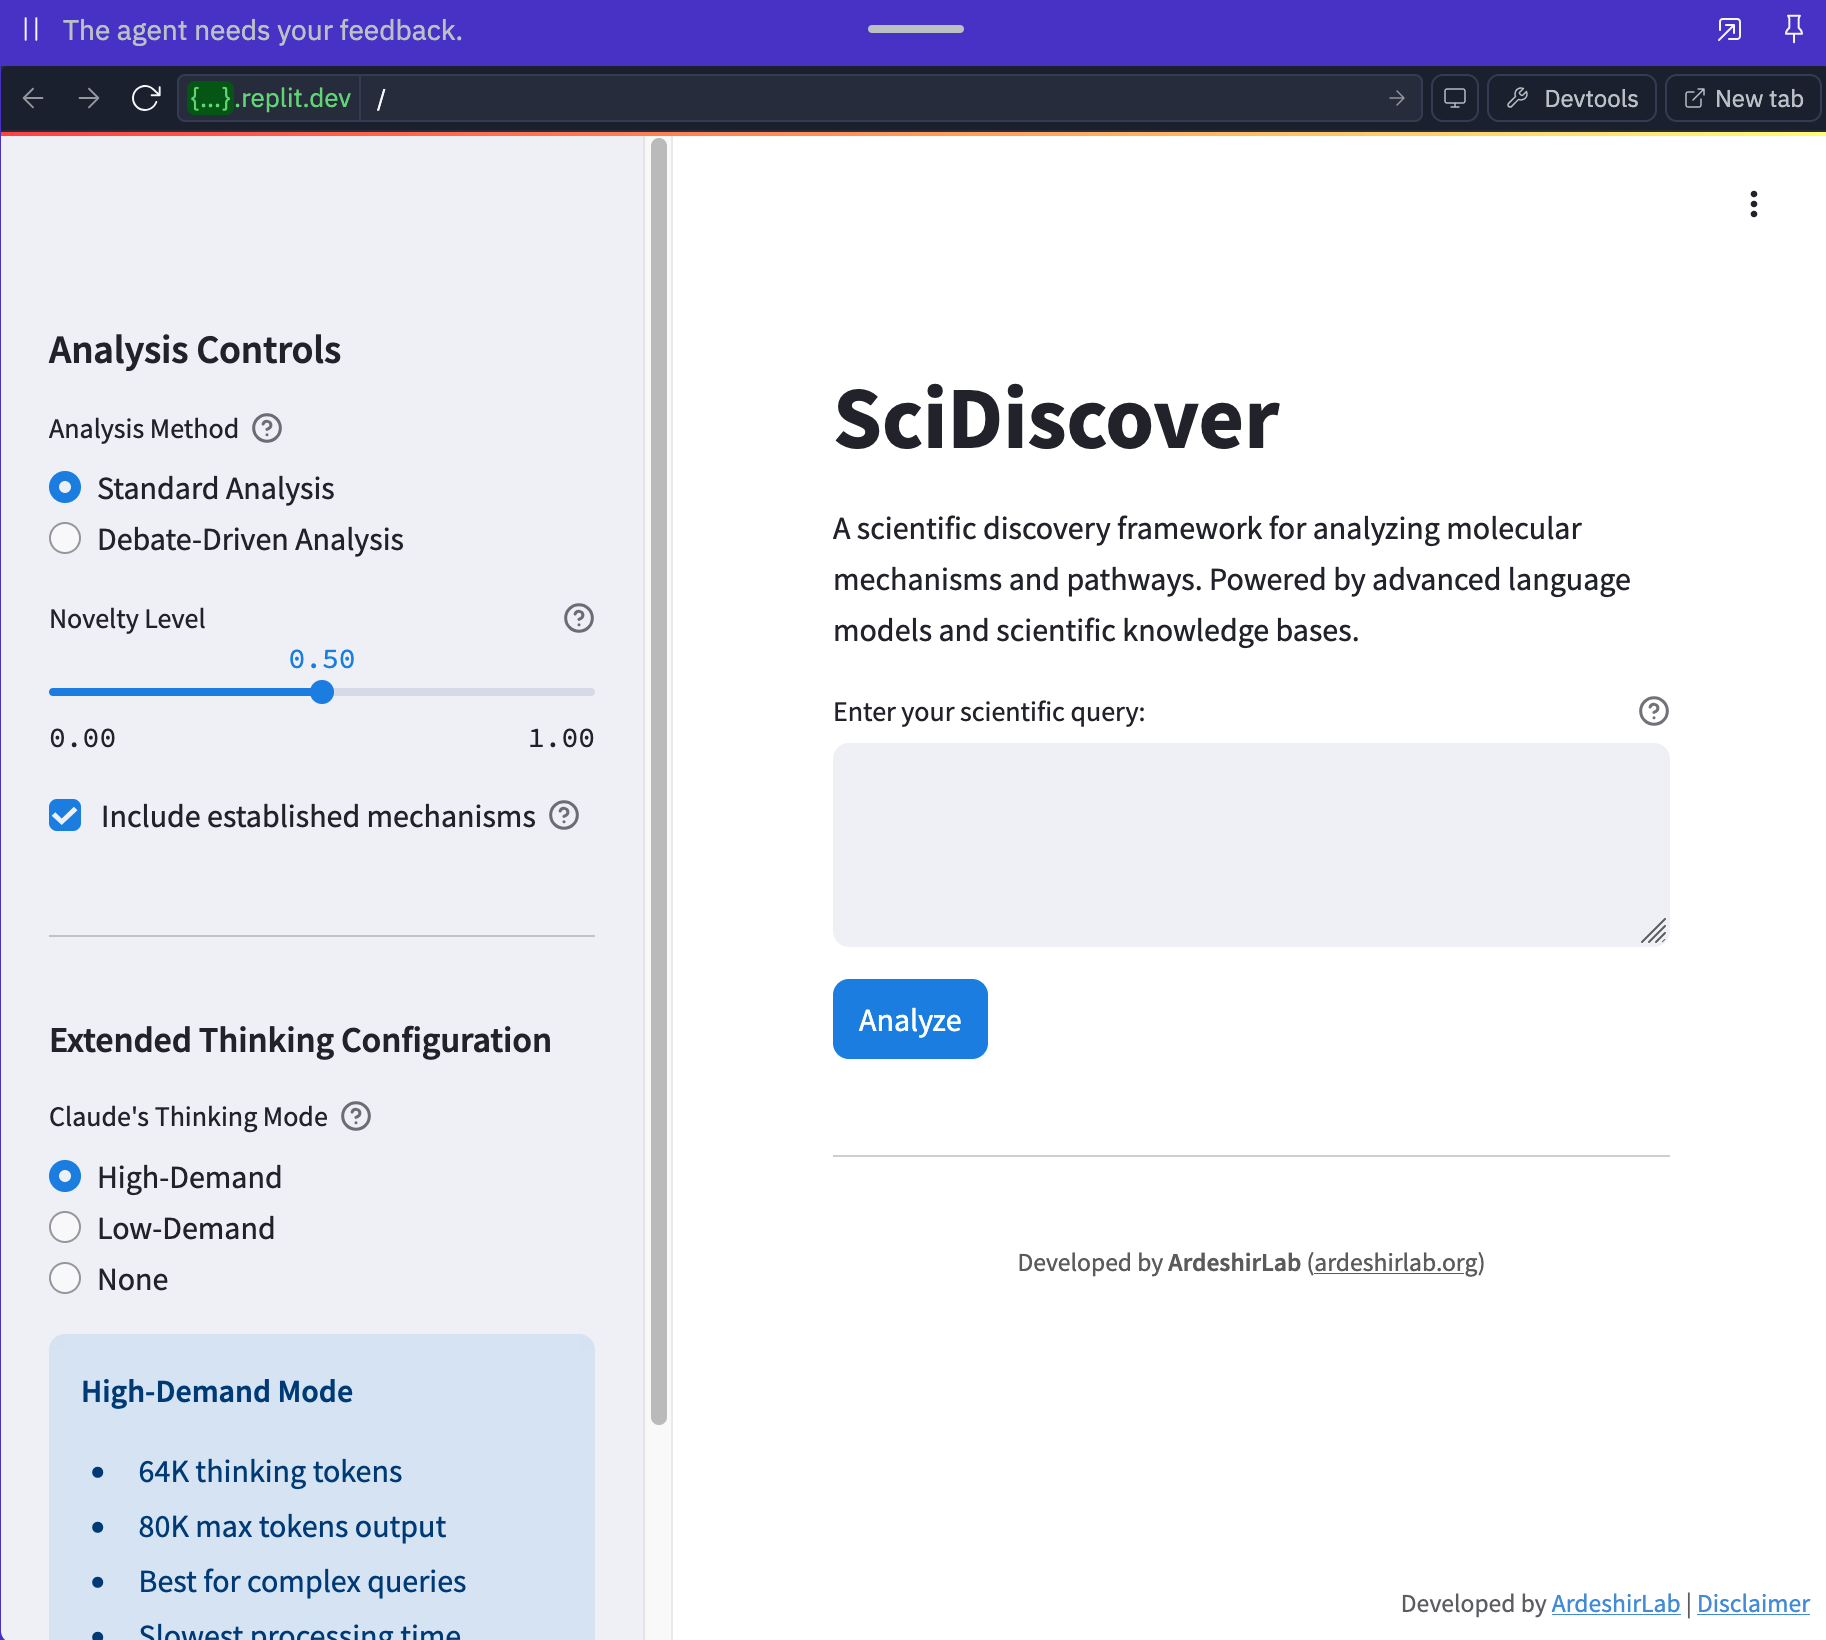 The agent needs your feedback.
{...}.replit.dev
/
Devtools
New tab
Analysis Controls
Analysis Method
Standard Analysis
Debate-Driven Analysis
Novelty Level
0.50
0.00
1.00
Include established mechanisms
Extended Thinking Configuration
Claude's Thinking Mode
High-Demand
Low-Demand
None
High-Demand Mode
64K thinking tokens
80K max tokens output
Best for complex queries
Slowest processing time
SciDiscover
A scientific discovery framework for analyzing molecular
mechanisms and pathways. Powered by advanced language
models and scientific knowledge bases.
Enter your scientific query:
Analyze
Developed by ArdeshirLab (ardeshirlab.org)
Developed by ArdeshirLab | Disclaimer